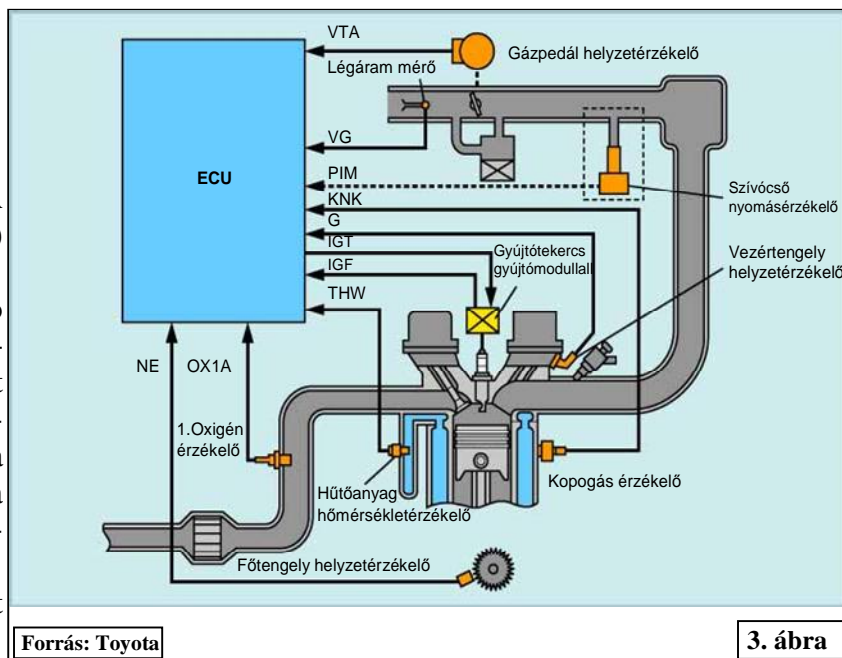 VTA
Gázpedál helyzetérzékelő
Légáram mérő
VG
ECU
PIM
Szívócső
nyomásérzékelő
KNK
G
IGT
Gyújtótekercs
gyújtómodullall
Vezértengely
helyzetérzékelő
IGF
THW
NE
OX1A
1.Oxigén
érzékelő
Hűtőanyag
hőmérsékletérzékelő
Kopogás érzékelő
Főtengely helyzetérzékelő
Forrás: Toyota
3. ábra